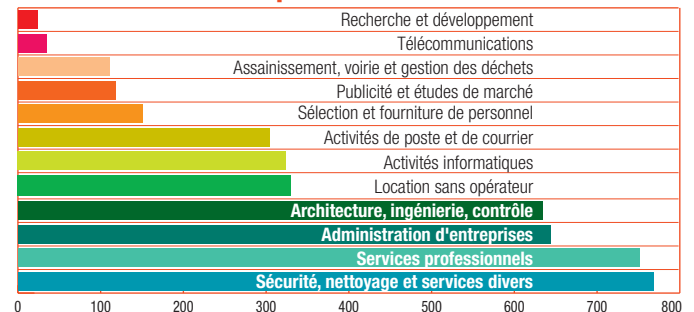 Recherche et développement
Télécommunications
Assainissement, voirie et gestion des déchets
Publicité et études de marché
Sélection et fourniture de personnel
Activités de poste et de courrier
Activités informatiques
Location sans opérateur
Architecture, ingénierie, contrôle
Administration d'entreprises
Services professionnels
Sécurité, nettoyage et services divers
0 100 200 300 400 500 600 700 800